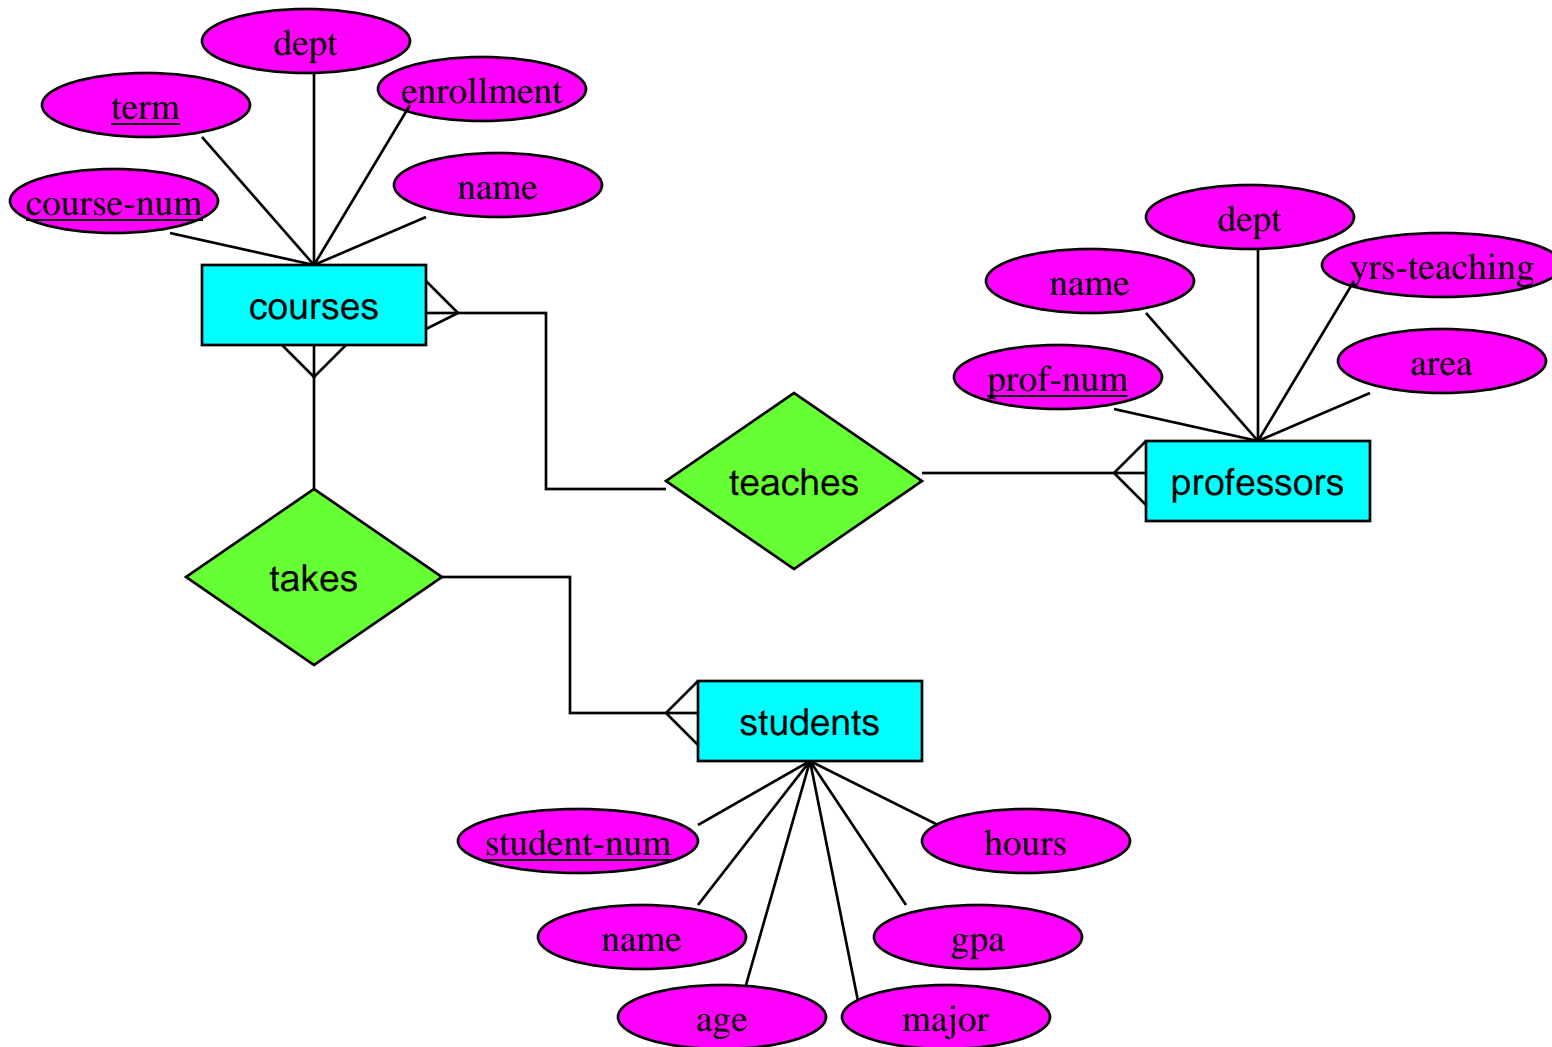 dept
enrollment
term
name
course-num
courses
dept
yrs-teaching
name
area
prof-num
professors
teaches
takes
students
student-num
hours
name
gpa
age
major